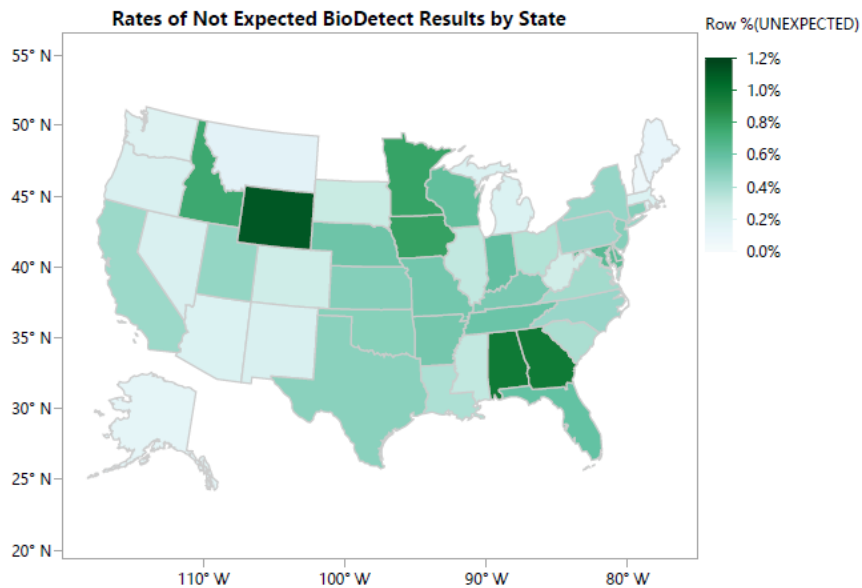 Rates of Not Expected BioDetect Results by State
Row %(UNEXPECTED)
55° N
50° N
45° N
40° N
35° N
30° N
25° N
20° N
1.2%
1.0%
0.8%
0.6%
0.4%
0.2%
0.0%
110° W
100° W
90° W
80° W